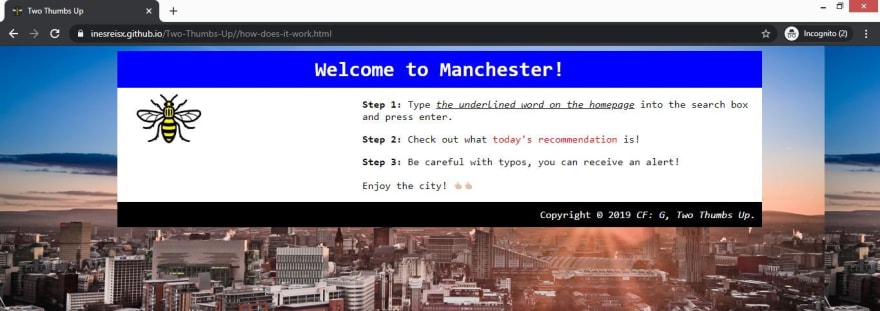 Two Thumbs Up
inesreisx.github.io/Two-Thumbs-Up//how-does-it-work.html
Incognito (2)
Welcome to Manchester!
Step 1: Type the underlined word on the homepage into the search box
and press enter.
Step 2: Check out what today's recommendation is!
Step 3: Be careful with typos, you can receive an alert!
Enjoy the city! 👍🏻👍🏻
Copyright © 2019 CF: G, Two Thumbs Up.